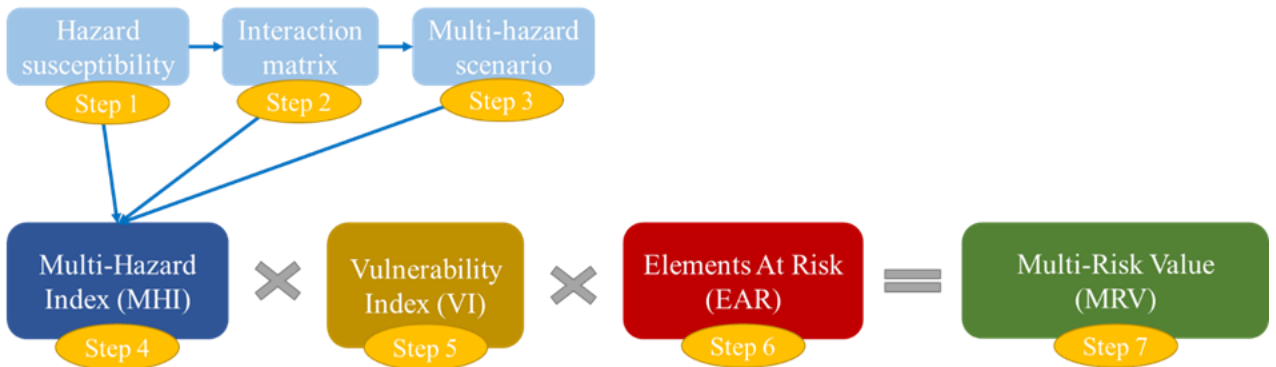 Hazard
susceptibility
Step 1
Interaction
matrix
Step 2
Multi-hazard
scenario
Step 3
Multi-Hazard
Index (MHI)
Step 4
Vulnerability
Index (VI)
Step 5
Elements At Risk
(EAR)
Step 6
Multi-Risk Value
(MRV)
Step 7